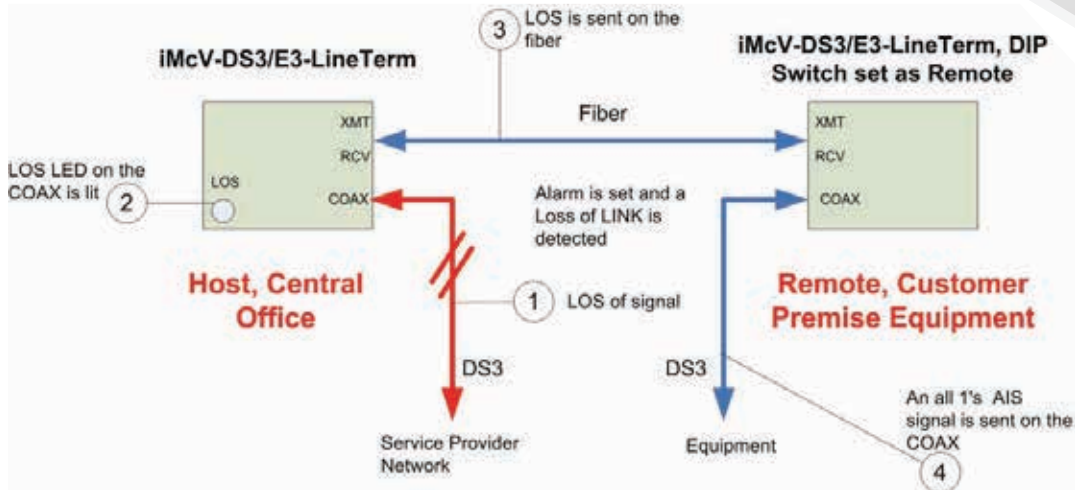 3
LOS is sent on the
fiber
iMcV-DS3/E3-LineTerm
iMcV-DS3/E3-LineTerm, DIP
Switch set as Remote
XMT
RCV
COAX
LOS
Fiber
XMT
RCV
COAX
LOS LED on the
COAX is lit
2
Alarm is set and a
Loss of LINK is
detected
Host, Central
Office
1
LOS of signal
Remote, Customer
Premise Equipment
DS3
DS3
Service Provider
Network
Equipment
An all 1's AIS
signal is sent on the
COAX
4